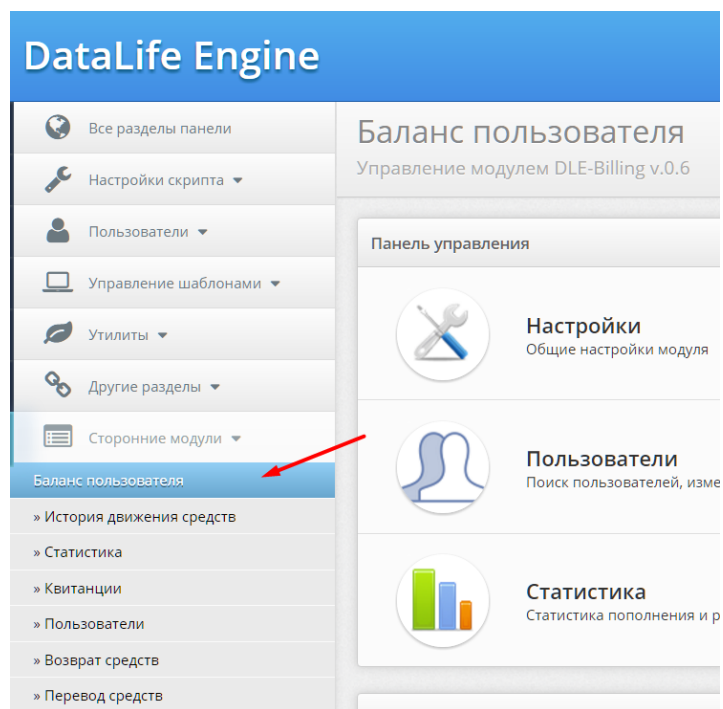 DataLife Engine
Все разделы панели
Настройки скрипта
Пользователи
Управление шаблонами
Утилиты
Другие разделы
Сторонние модули
Баланс пользователя
» История движения средств
» Статистика
» Квитанции
» Пользователи
» Возврат средств
» Перевод средств
Баланс пользователя
Управление модулем DLE-Billing v.0.6
Панель управления
Настройки
Общие настройки модуля
Пользователи
Поиск пользователей, изме
Статистика
Статистика пополнения и р